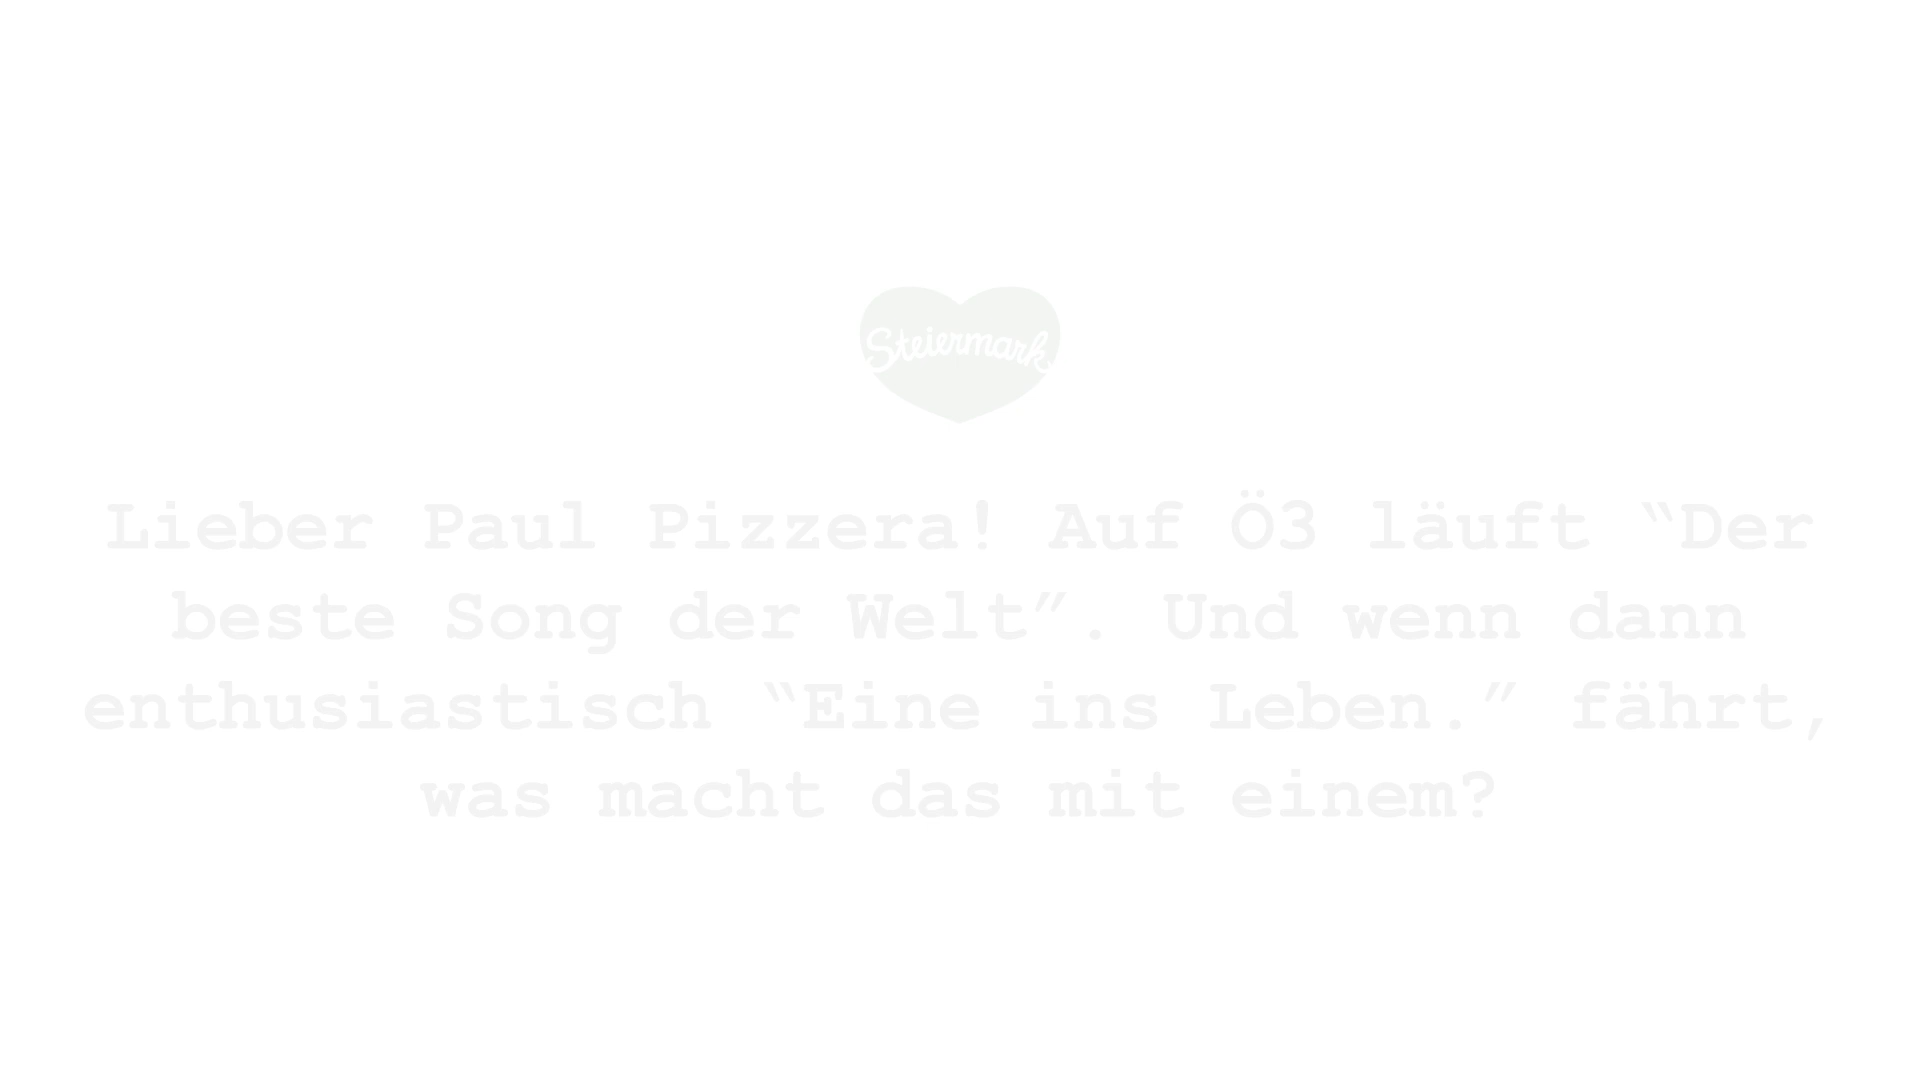 Steiermark
Lieber Paul Pizzera! Auf Ö3 läuft “Der
beste Song der Welt”. Und wenn dann
enthusiastisch “Eine ins Leben.” fährt,
was macht das mit einem?